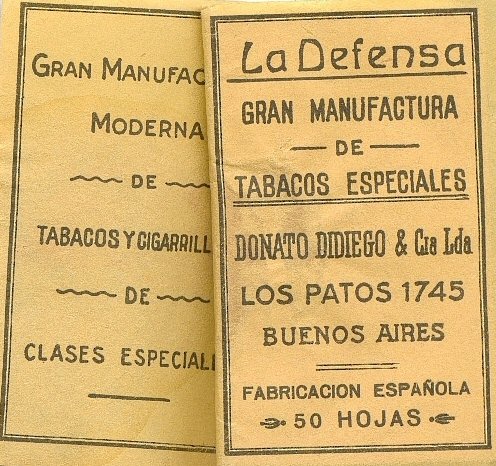 GRAN MANUFAC
MODERNA
DE
TABACOS Y CIGARRILL
DE
CLASES ESPECIAL
La Defensa
GRAN MANUFACTURA
DE
TABACOS ESPECIALES
DONATO DIDIEGO & Cia Lda
LOS PATOS 1745
BUENOS AIRES
FABRICACION ESPAÑOLA
50 HOJAS